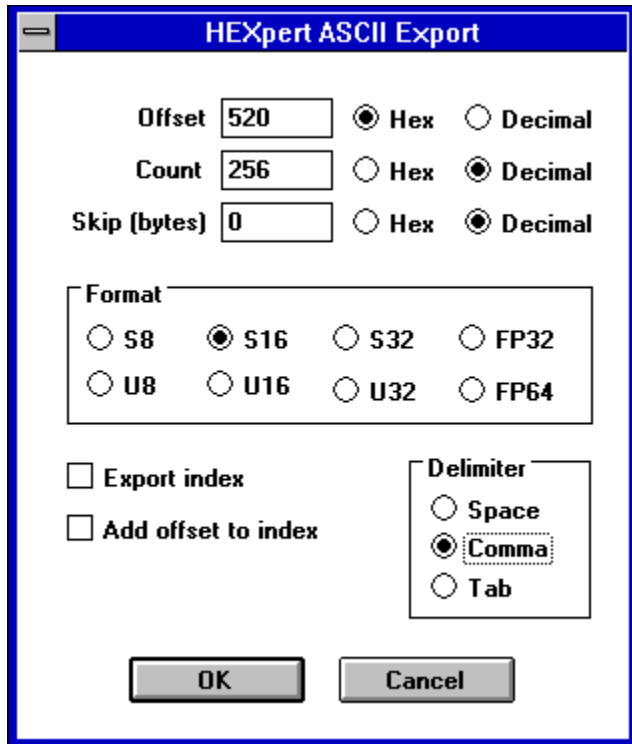 HEXpert ASCII Export
Offset 520 Hex Decimal
Count 256 Hex Decimal
Skip (bytes) 0 Hex Decimal
Format
S8 S16 S32 FP32
U8 U16 U32 FP64
Export index
Add offset to index
Delimiter
Space
Comma
Tab
OK Cancel